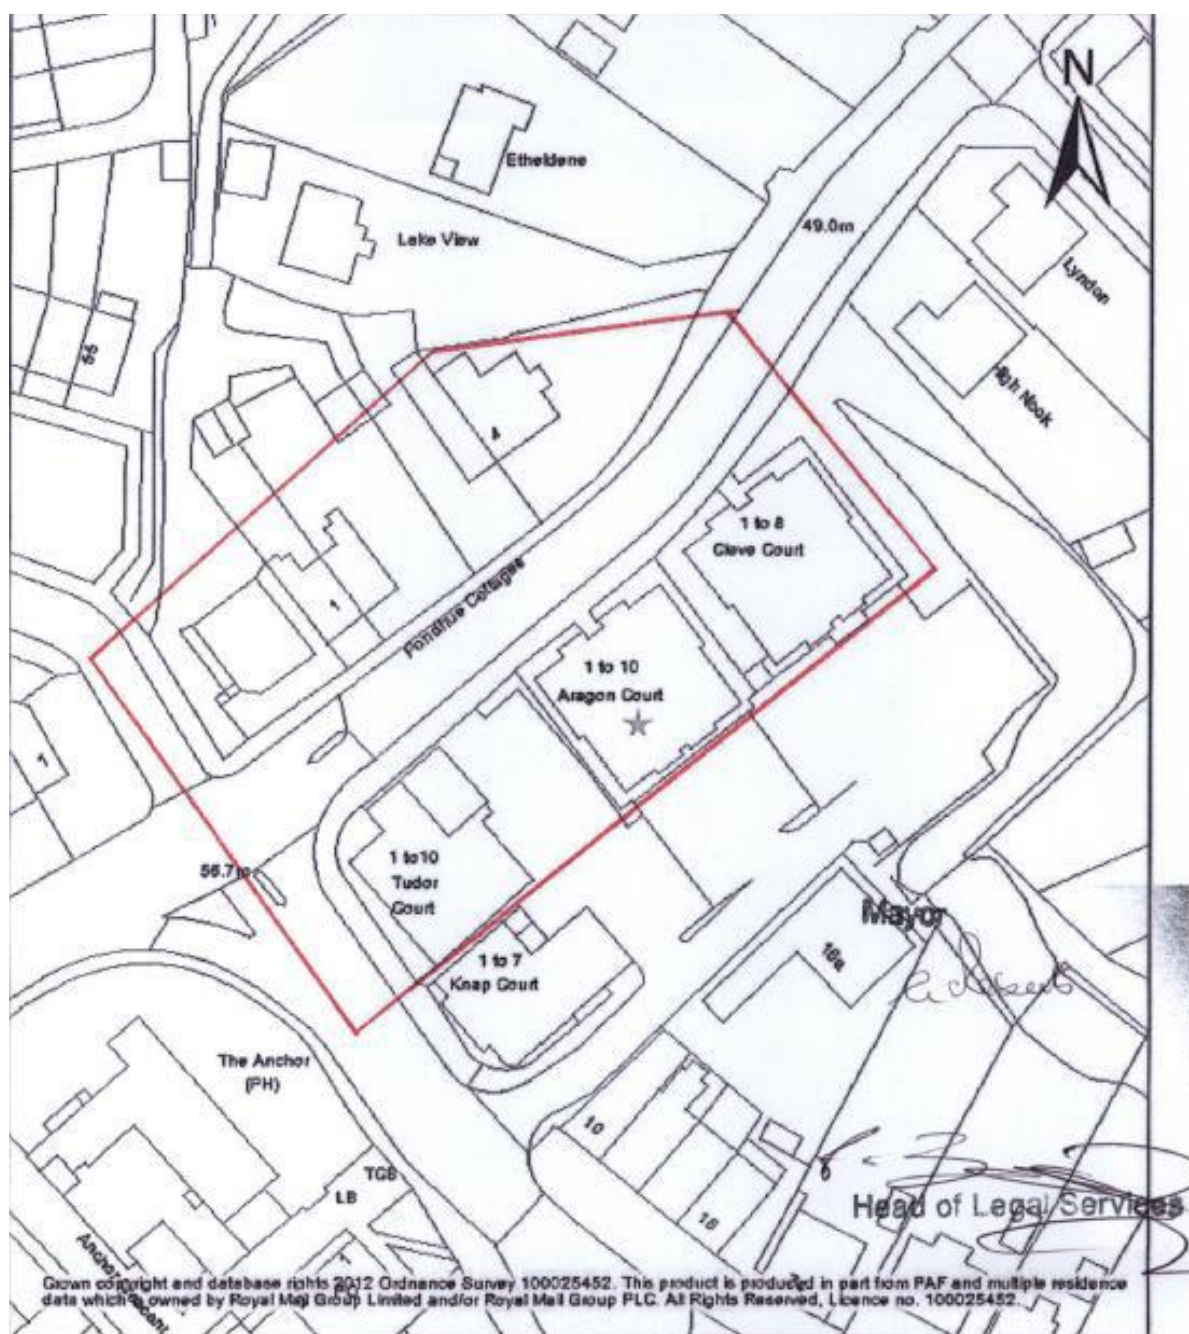 N
Etheldene
Lake View
49.0m
Lyndon
High Nook
55
4
1 to 8
Cleve Court
1
Pondhue Cottages
1 to 10
Aragon Court
7
1 to10
Tudor
Court
56.7m
1 to 7
Knap Court
Mayor
16a
The Anchor
(PH)
10
TCB
LB
16
1
Head of Legal Services
Crown copyright and database rights 2012 Ordnance Survey 100025452. This product is produced in part from PAF and multiple residence
data which is owned by Royal Mail Group Limited and/or Royal Mail Group PLC. All Rights Reserved, Licence no. 100025452.